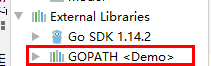 External Libraries
Go SDK 1.14.2
GOPATH <Demo>